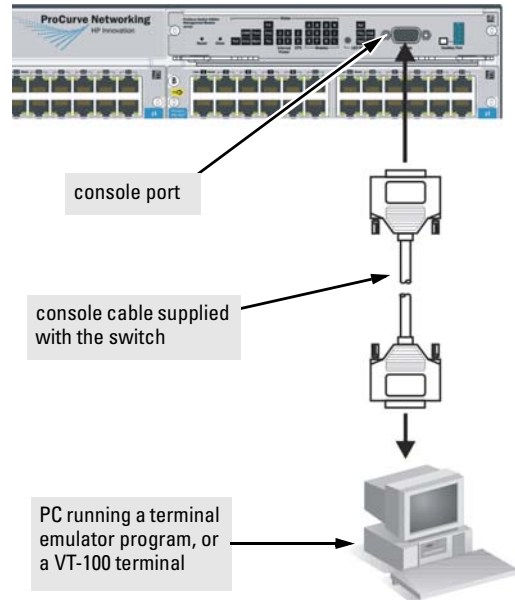 ProCurve Networking
HP Innovation
console port
console cable supplied
with the switch
PC running a terminal
emulator program, or
a VT-100 terminal